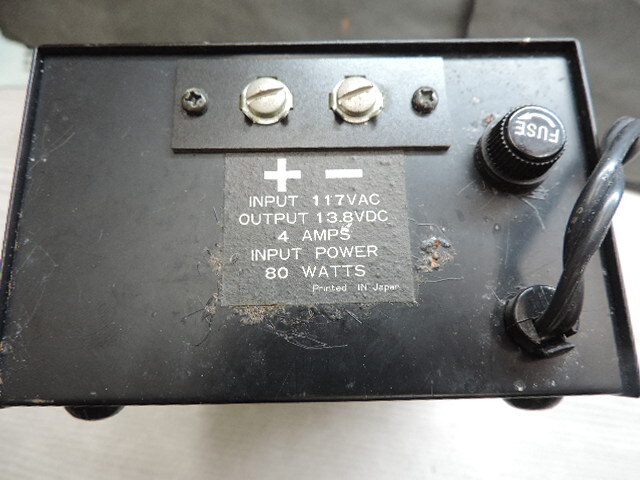 FUSE
+ −
INPUT 117VAC
OUTPUT 13.8VDC
4 AMPS
INPUT POWER
80 WATTS
Printed IN Japan